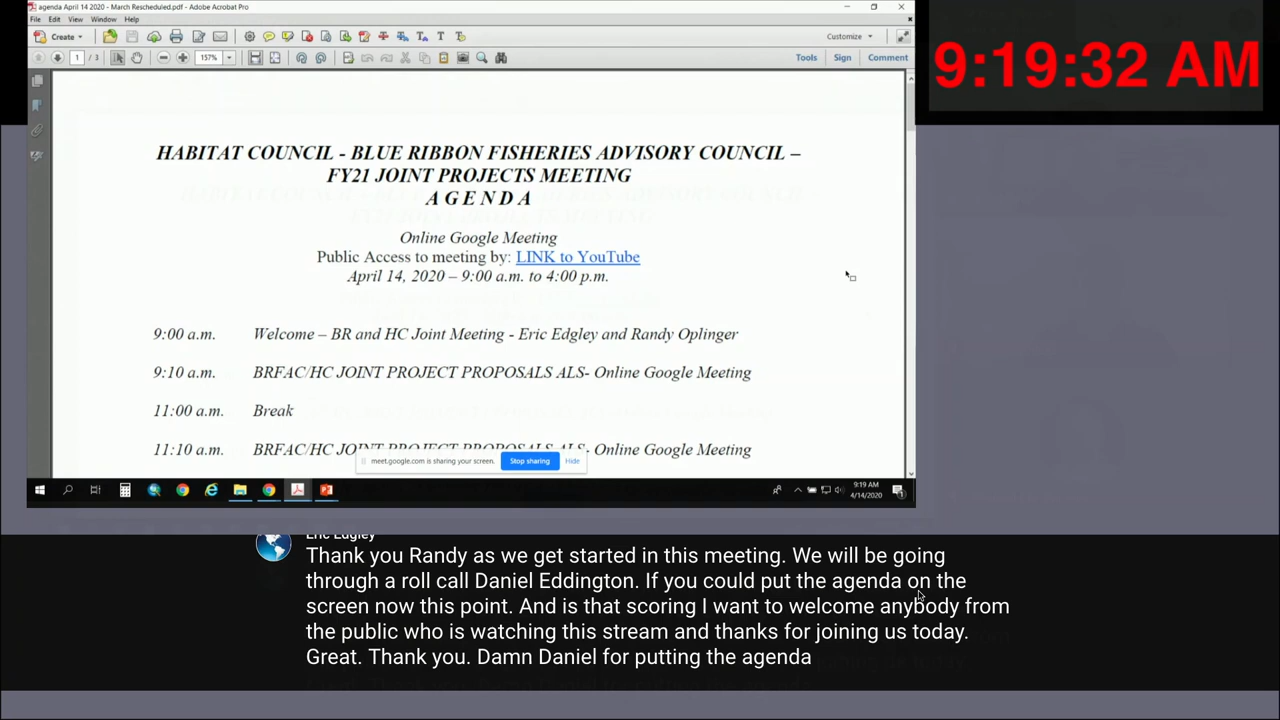 agenda April 14 2020 - March Rescheduled.pdf - Adobe Acrobat Pro
File Edit View Window Help
Create
Customize
1 / 3
157%
Tools Sign Comment
9:19:32 AM
HABITAT COUNCIL - BLUE RIBBON FISHERIES ADVISORY COUNCIL –
FY21 JOINT PROJECTS MEETING
A G E N D A
Online Google Meeting
Public Access to meeting by: LINK to YouTube
April 14, 2020 – 9:00 a.m. to 4:00 p.m.
9:00 a.m. Welcome – BR and HC Joint Meeting - Eric Edgley and Randy Oplinger
9:10 a.m. BRFAC/HC JOINT PROJECT PROPOSALS ALS- Online Google Meeting
11:00 a.m. Break
11:10 a.m. BRFAC/HC JOINT PROJECT PROPOSALS ALS- Online Google Meeting
meet.google.com is sharing your screen. Stop sharing Hide
9:19 AM
4/14/2020
Eric Edgley
Thank you Randy as we get started in this meeting. We will be going
through a roll call Daniel Eddington. If you could put the agenda on the
screen now this point. And is that scoring I want to welcome anybody from
the public who is watching this stream and thanks for joining us today.
Great. Thank you. Damn Daniel for putting the agenda